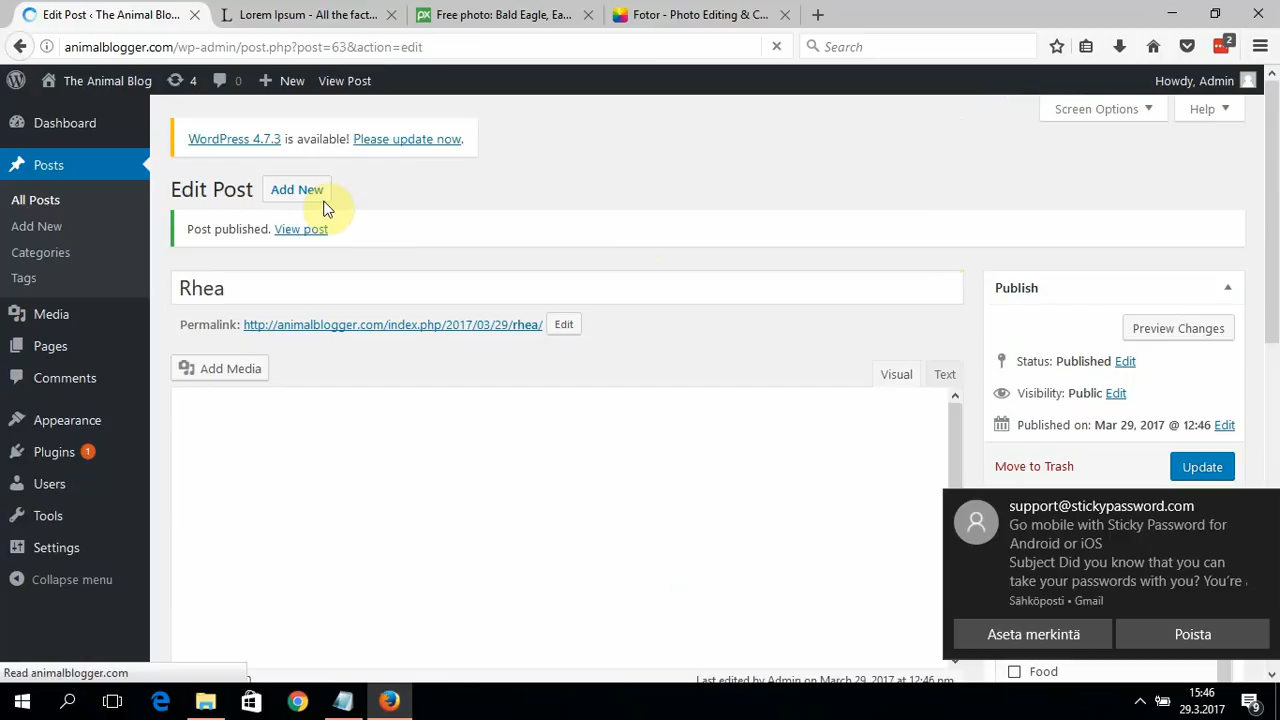 Edit Post ‹ The Animal Bl...
Lorem Ipsum - All the fact...
Free photo: Bald Eagle, Ea...
Fotor - Photo Editing & C...
animalblogger.com/wp-admin/post.php?post=63&action=edit
Search
2
The Animal Blog
4
0
New
View Post
Howdy, Admin
Screen Options
Help
Dashboard
WordPress 4.7.3 is available! Please update now.
Posts
Edit Post
Add New
All Posts
Add New
Post published. View post
Categories
Tags
Rhea
Publish
Media
Permalink: http://animalblogger.com/index.php/2017/03/29/rhea/
Edit
Preview Changes
Pages
Add Media
Visual
Text
Status: Published Edit
Comments
Visibility: Public Edit
Appearance
Published on: Mar 29, 2017 @ 12:46 Edit
Plugins 1
Move to Trash
Update
Users
Tools
Settings
Collapse menu
support@stickypassword.com
Go mobile with Sticky Password for
Android or iOS
Subject Did you know that you can
take your passwords with you? You're
Sähköposti • Gmail
Aseta merkintä
Poista
Read animalblogger.com
Food
Last edited by Admin on March 29, 2017 at 12:46 pm
15:46
29.3.2017
9